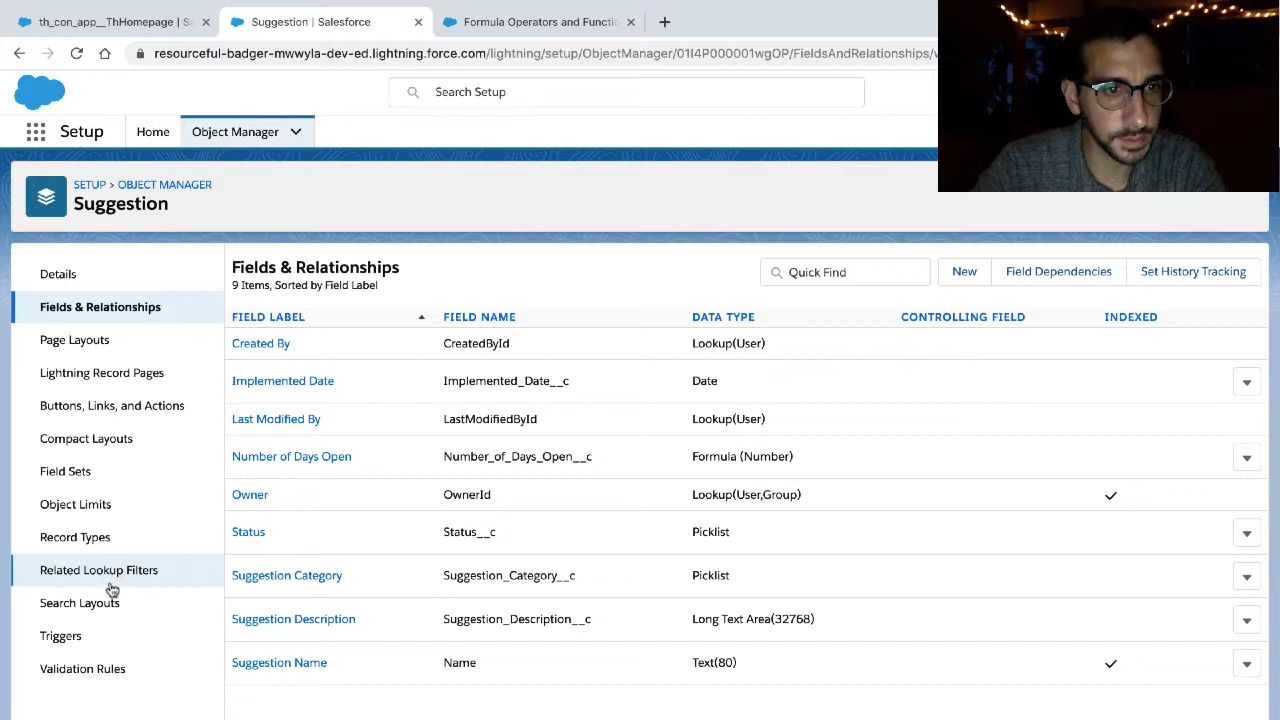 th_con_app__ThHomepage | Sa
Suggestion | Salesforce
Formula Operators and Functio
resourceful-badger-mwwyla-dev-ed.lightning.force.com/lightning/setup/ObjectManager/01I4P000001wgOP/FieldsAndRelationships/v
Search Setup
Setup
Home
Object Manager
SETUP > OBJECT MANAGER
Suggestion
Details
Fields & Relationships
Page Layouts
Lightning Record Pages
Buttons, Links, and Actions
Compact Layouts
Field Sets
Object Limits
Record Types
Related Lookup Filters
Search Layouts
Triggers
Validation Rules
Fields & Relationships
9 Items, Sorted by Field Label
Quick Find
New
Field Dependencies
Set History Tracking
FIELD LABEL FIELD NAME DATA TYPE CONTROLLING FIELD INDEXED
Created By CreatedById Lookup(User)
Implemented Date Implemented_Date__c Date
Last Modified By LastModifiedById Lookup(User)
Number of Days Open Number_of_Days_Open__c Formula (Number)
Owner OwnerId Lookup(User,Group)
Status Status__c Picklist
Suggestion Category Suggestion_Category__c Picklist
Suggestion Description Suggestion_Description__c Long Text Area(32768)
Suggestion Name Name Text(80)